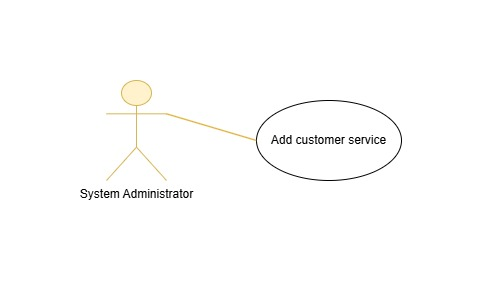 Add customer service
System Administrator